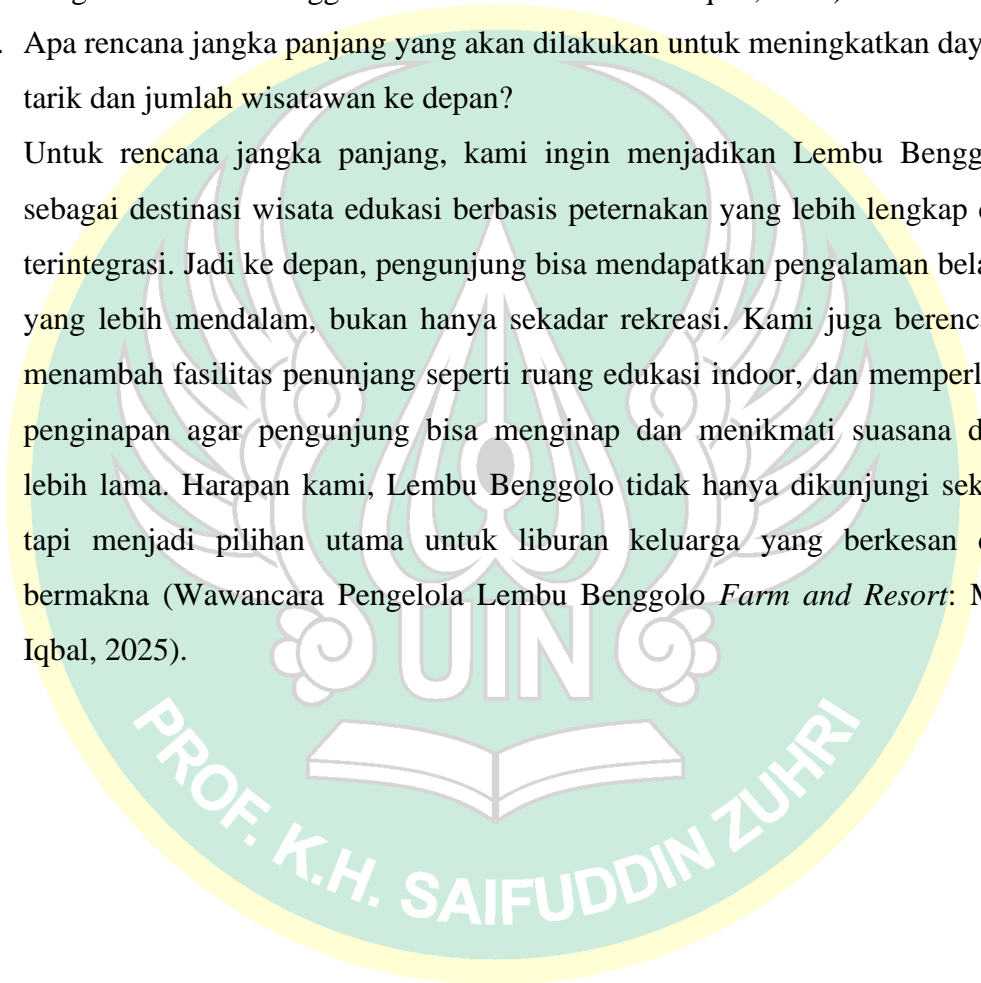 . Apa rencana jangka panjang yang akan dilakukan untuk meningkatkan day
tarik dan jumlah wisatawan ke depan?
Untuk rencana jangka panjang, kami ingin menjadikan Lembu Bengg
sebagai destinasi wisata edukasi berbasis peternakan yang lebih lengkap
terintegrasi. Jadi ke depan, pengunjung bisa mendapatkan pengalaman bela
yang lebih mendalam, bukan hanya sekadar rekreasi. Kami juga berenca
menambah fasilitas penunjang seperti ruang edukasi indoor, dan memperl
penginapan agar pengunjung bisa menginap dan menikmati suasana d
lebih lama. Harapan kami, Lembu Benggolo tidak hanya dikunjungi sek
tapi menjadi pilihan utama untuk liburan keluarga yang berkesan
bermakna (Wawancara Pengelola Lembu Benggolo Farm and Resort: M
Iqbal, 2025).
UIN
PROF. K.H. SAIFUDDIN ZUHRI